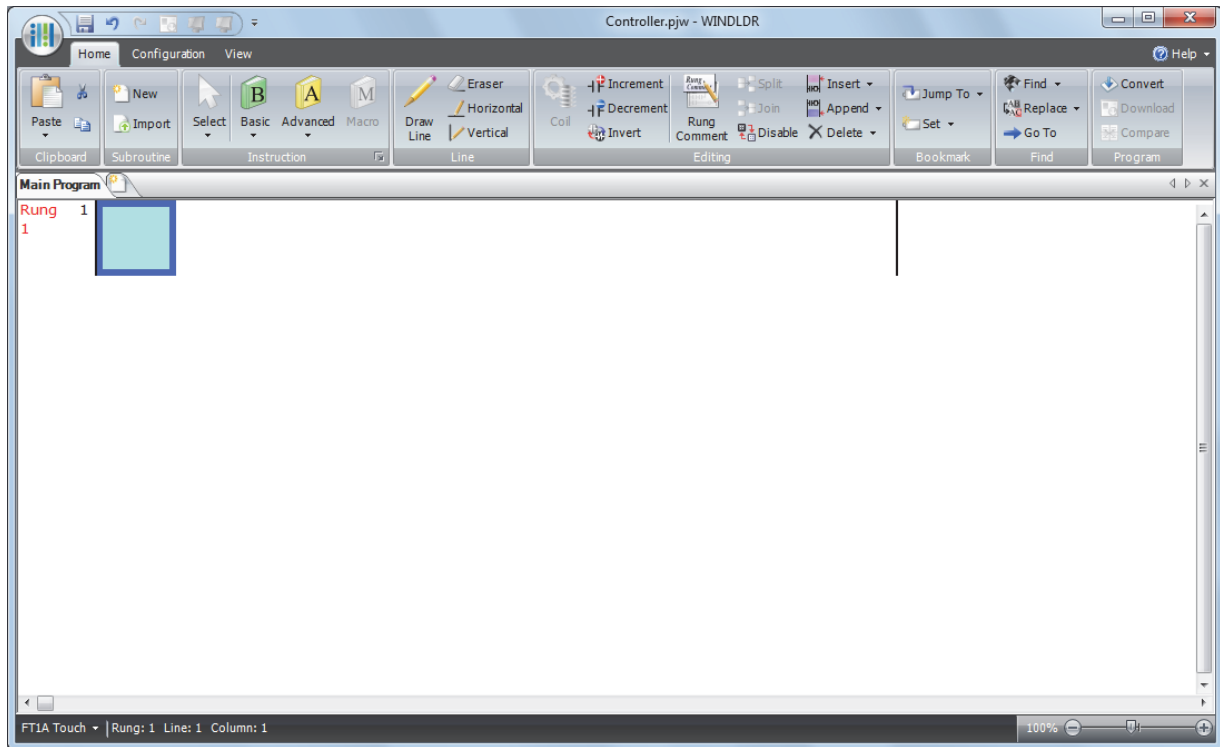 Controller.pjw - WINDLDR
Home Configuration View Help
Paste
Clipboard
New
Import
Subroutine
Select
B
Basic
A
Advanced
M
Macro
Instruction
Draw
Line
Eraser
Horizontal
Vertical
Line
Coil
Increment
Decrement
Invert
Rung
Comment
Split
Join
Disable
Insert
Append
Delete
Editing
Jump To
Set
Bookmark
Find
Replace
Go To
Find
Convert
Download
Compare
Program
Main Program
Rung 1
1
FT1A Touch Rung: 1 Line: 1 Column: 1 100%